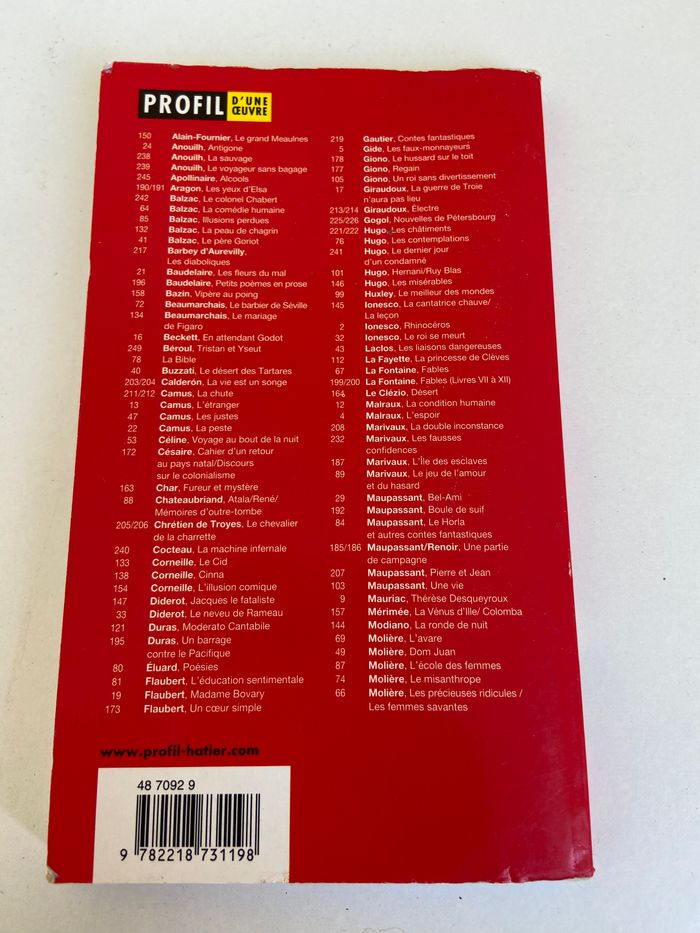 PROFIL D'UNE ŒUVRE
150 Alain-Fournier, Le grand Meaulnes
24 Anouilh, Antigone
238 Anouilh, La sauvage
239 Anouilh, Le voyageur sans bagage
245 Apollinaire, Alcools
190/191 Aragon, Les yeux d'Elsa
242 Balzac, Le colonel Chabert
64 Balzac, La comédie humaine
85 Balzac, Illusions perdues
132 Balzac, La peau de chagrin
41 Balzac, Le père Goriot
217 Barbey d'Aurevilly,
Les diaboliques
21 Baudelaire, Les fleurs du mal
196 Baudelaire, Petits poèmes en prose
158 Bazin, Vipère au poing
72 Beaumarchais, Le barbier de Séville
134 Beaumarchais, Le mariage
de Figaro
16 Beckett, En attendant Godot
249 Béroul, Tristan et Yseut
78 La Bible
40 Buzzati, Le désert des Tartares
203/204 Calderón, La vie est un songe
211/212 Camus, La chute
13 Camus, L'étranger
47 Camus, Les justes
22 Camus, La peste
53 Céline, Voyage au bout de la nuit
172 Césaire, Cahier d'un retour
au pays natal/Discours
sur le colonialisme
163 Char, Fureur et mystère
88 Chateaubriand, Atala/René/
Mémoires d'outre-tombe
205/206 Chrétien de Troyes, Le chevalier
de la charrette
240 Cocteau, La machine infernale
133 Corneille, Le Cid
138 Corneille, Cinna
154 Corneille, L'illusion comique
147 Diderot, Jacques le fataliste
33 Diderot, Le neveu de Rameau
121 Duras, Moderato Cantabile
195 Duras, Un barrage
contre le Pacifique
80 Éluard, Poésies
81 Flaubert, L'éducation sentimentale
19 Flaubert, Madame Bovary
173 Flaubert, Un cœur simple
219 Gautier, Contes fantastiques
5 Gide, Les faux-monnayeurs
178 Giono, Le hussard sur le toit
177 Giono, Regain
105 Giono, Un roi sans divertissement
17 Giraudoux, La guerre de Troie
n'aura pas lieu
213/214 Giraudoux, Électre
225/226 Gogol, Nouvelles de Pétersbourg
221/222 Hugo, Les châtiments
76 Hugo, Les contemplations
241 Hugo, Le dernier jour
d'un condamné
101 Hugo, Hernani/Ruy Blas
146 Hugo, Les misérables
99 Huxley, Le meilleur des mondes
145 Ionesco, La cantatrice chauve/
La leçon
2 Ionesco, Rhinocéros
32 Ionesco, Le roi se meurt
43 Laclos, Les liaisons dangereuses
112 La Fayette, La princesse de Clèves
67 La Fontaine, Fables
199/200 La Fontaine, Fables (Livres VII à XII)
164 Le Clézio, Désert
12 Malraux, La condition humaine
4 Malraux, L'espoir
208 Marivaux, La double inconstance
232 Marivaux, Les fausses
confidences
187 Marivaux, L'Île des esclaves
89 Marivaux, Le jeu de l'amour
et du hasard
29 Maupassant, Bel-Ami
192 Maupassant, Boule de suif
84 Maupassant, Le Horla
et autres contes fantastiques
185/186 Maupassant/Renoir, Une partie
de campagne
207 Maupassant, Pierre et Jean
103 Maupassant, Une vie
9 Mauriac, Thérèse Desqueyroux
157 Mérimée, La Vénus d'Ille/ Colomba
144 Modiano, La ronde de nuit
69 Molière, L'avare
49 Molière, Dom Juan
87 Molière, L'école des femmes
74 Molière, Le misanthrope
66 Molière, Les précieuses ridicules /
Les femmes savantes
www.profil-hatier.com
48 7092 9
9 782218 731198